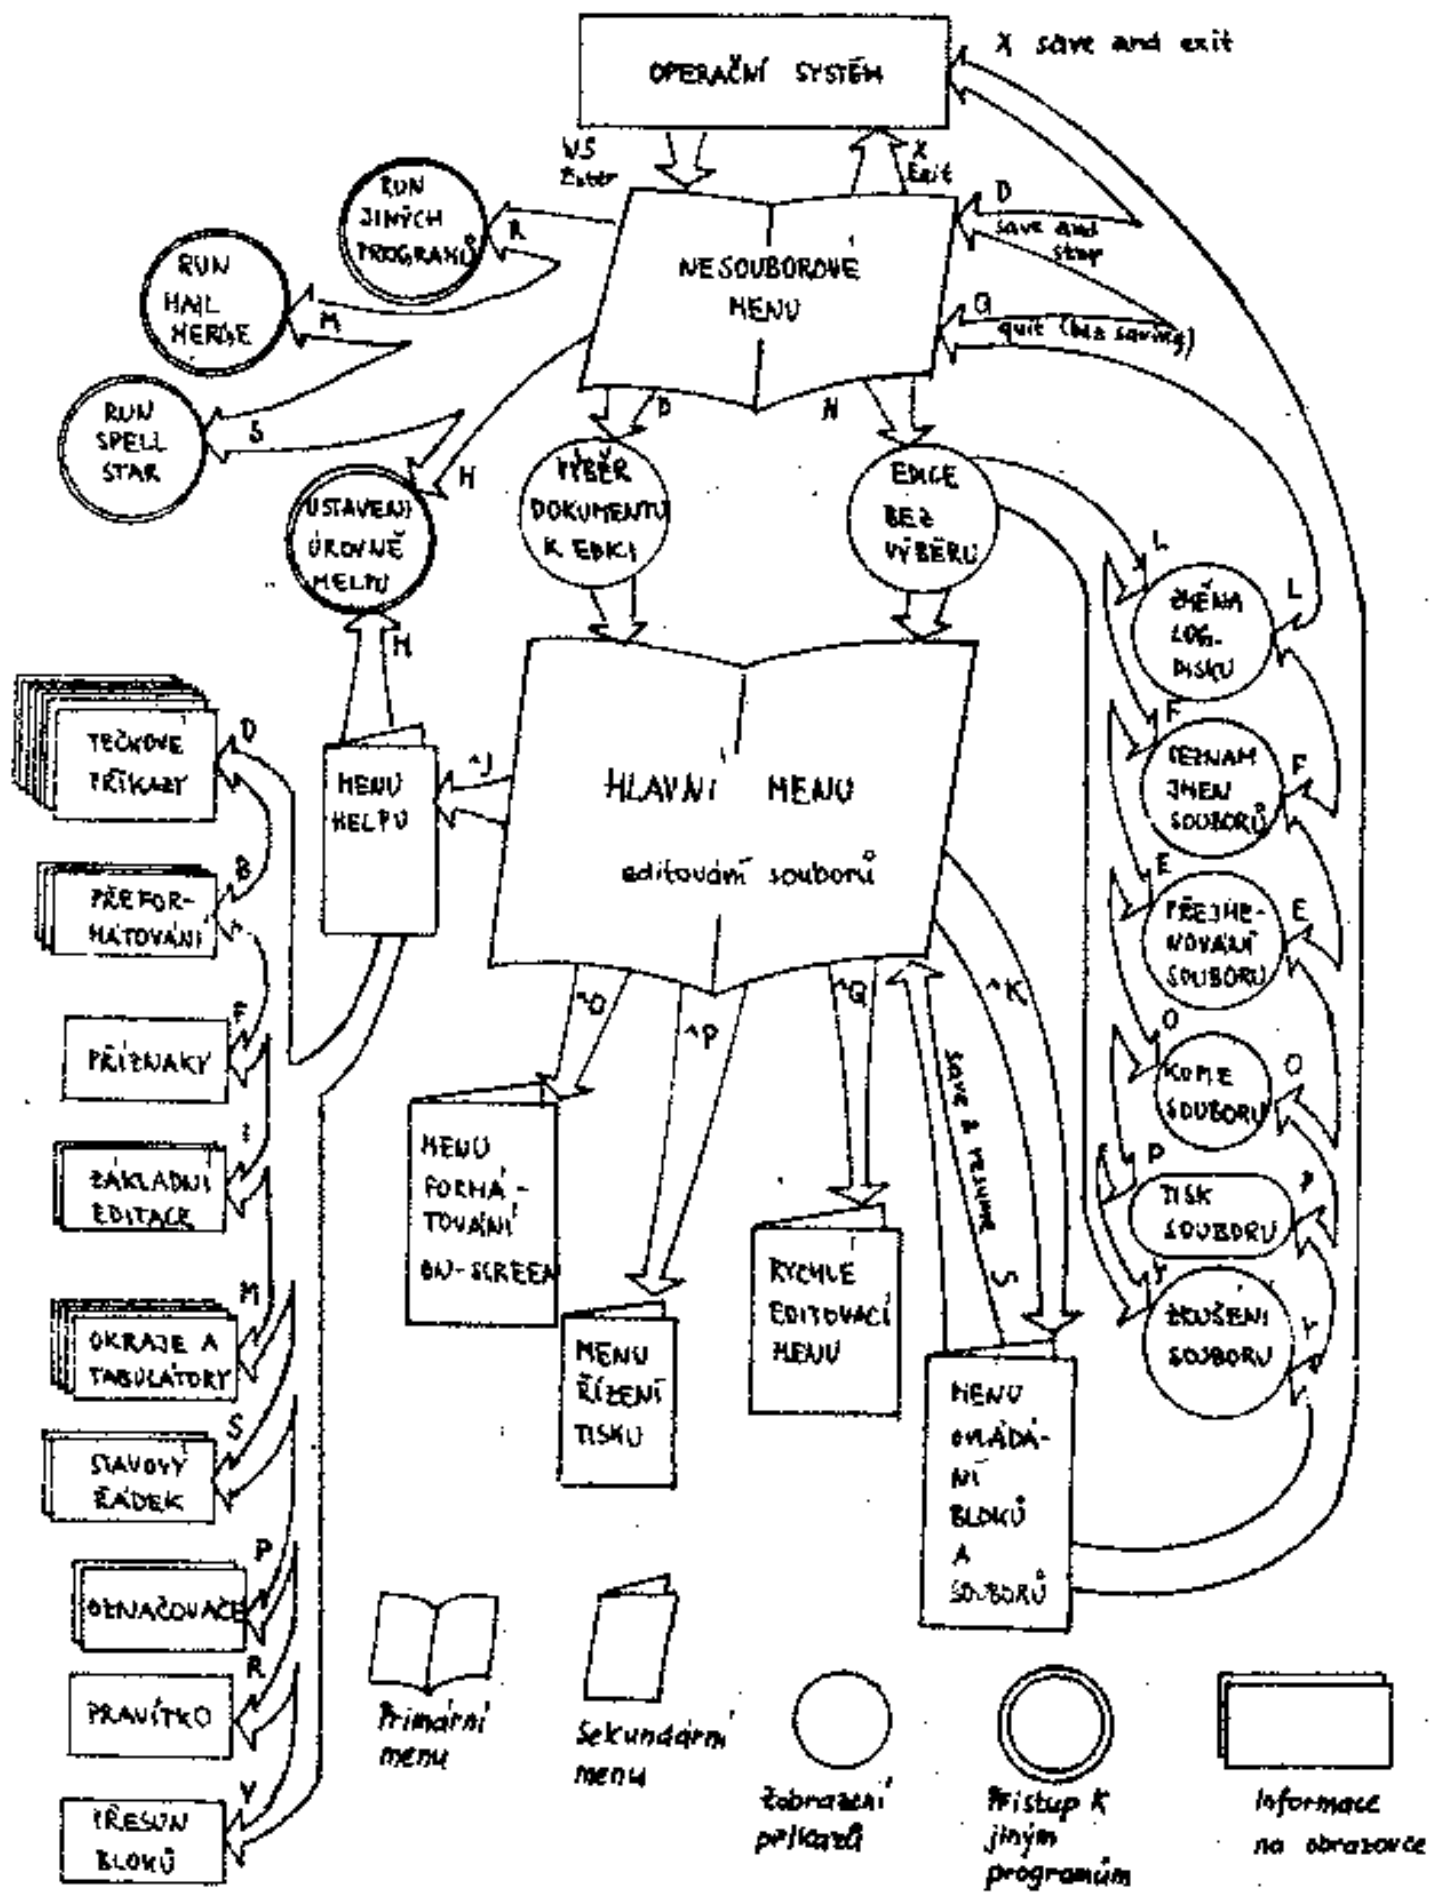 X save and exit
OPERAČNÍ SYSTÉM
WS
Enter
X
Exit
RUN
JINÝCH
PROGRAMŮ
R
D
save and
stop
NESOUBOROVÉ
MENU
RUN
MAIL
MERGE
M
Q
quit (bez saving)
RUN
SPELL
STAR
S
H
D
N
VÝBĚR
DOKUMENTU
K EDICI
EDICE
BEZ
VÝBĚRU
USTAVENÍ
ÚROVNĚ
HELPU
H
L
ZMĚNA
LOG.
DISKU
L
TEČKOVÉ
PŘÍKAZY
D
MENU
HELPU
^J
HLAVNÍ MENU
editování souborů
F
SEZNAM
JMEN
SOUBORŮ
F
PŘEFOR-
MÁTOVÁNÍ
B
E
PŘEJME-
NOVÁNÍ
SOUBORU
E
^O
^P
^Q
^K
PŘÍZNAKY
F
O
KOPIE
SOUBORU
O
SAVE & RESUME
S
ZÁKLADNÍ
EDITACE
MENU
FORMÁ-
TOVÁNÍ
ON-SCREEN
P
TISK
SOUBORU
P
RYCHLÉ
EDITOVACÍ
MENU
OKRAJE A
TABULÁTORY
M
MENU
ŘÍZENÍ
TISKU
Y
ZRUŠENÍ
SOUBORU
Y
MENU
OVLÁDÁ-
NÍ
BLOKŮ
A
SOUBORŮ
STAVOVÝ
ŘÁDEK
S
OZNAČOVAČE
P
PRAVÍTKO
R
PŘESUN
BLOKŮ
V
Primární
menu
Sekundární
menu
Zobrazení
příkazů
Přístup k
jiným
programům
Informace
na obrazovce